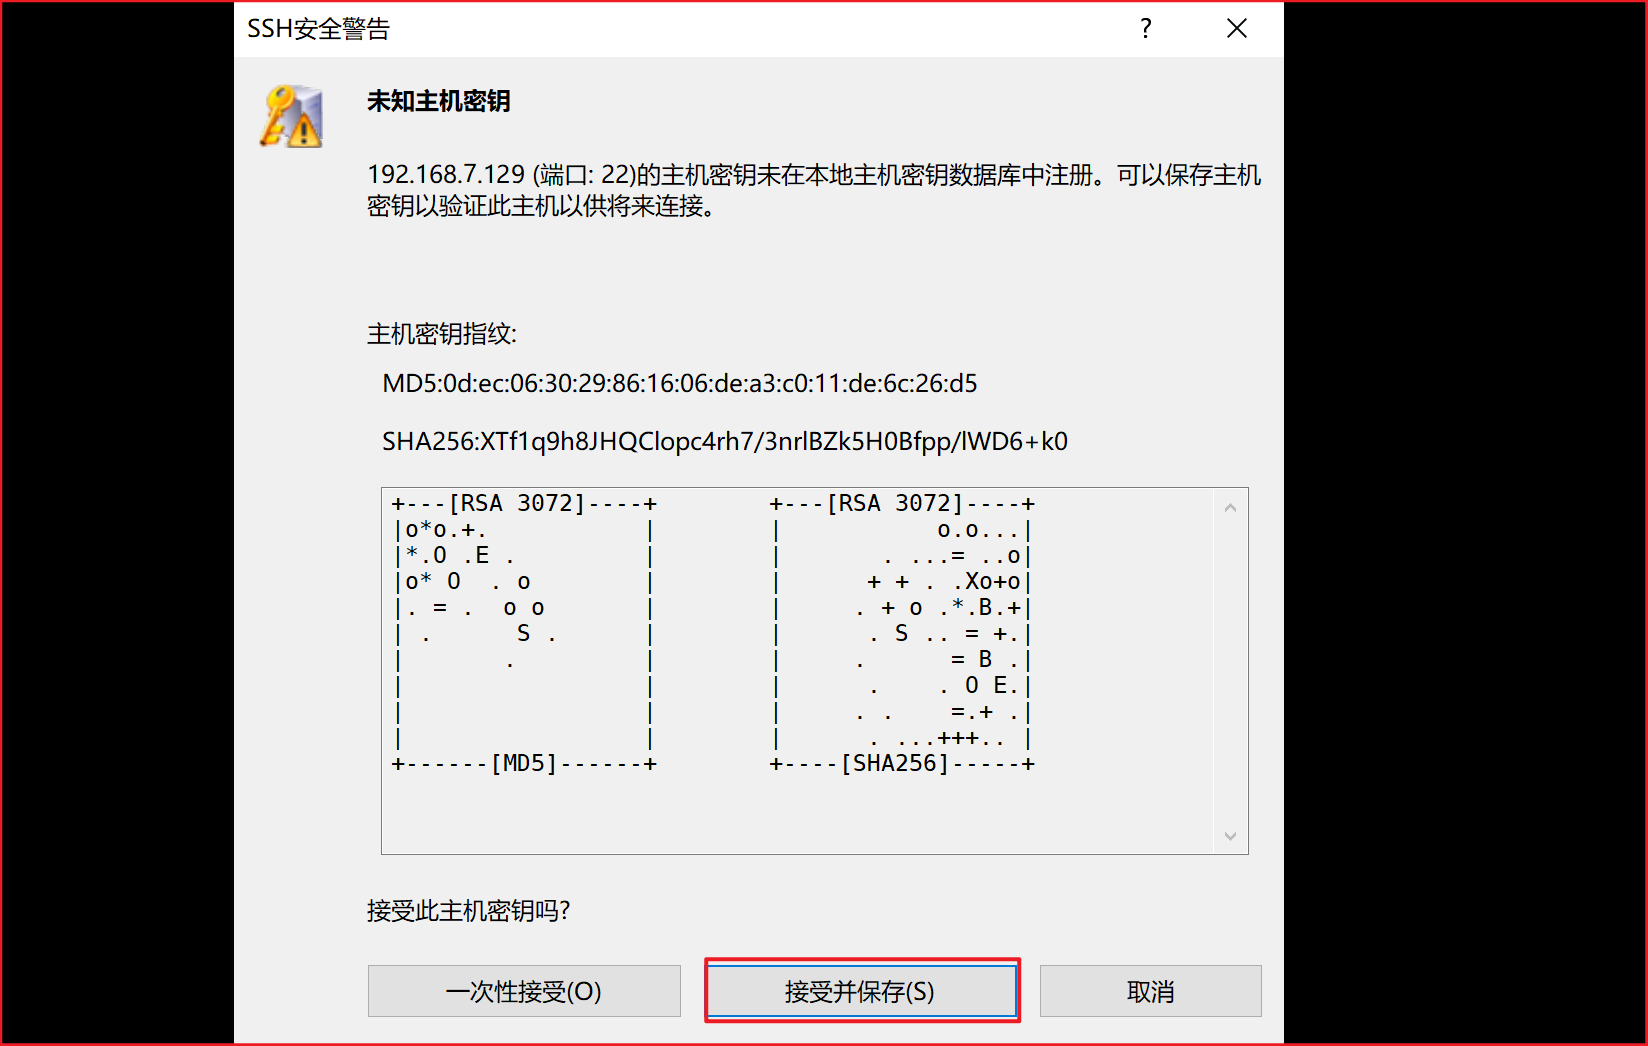 SSH安全警告
?
未知主机密钥
192.168.7.129 (端口: 22)的主机密钥未在本地主机密钥数据库中注册。可以保存主机
密钥以验证此主机以供将来连接。
主机密钥指纹:
MD5:0d:ec:06:30:29:86:16:06:de:a3:c0:11:de:6c:26:d5
SHA256:XTf1q9h8JHQClopc4rh7/3nrlBZk5H0Bfpp/lWD6+k0
+---[RSA 3072]----+        +---[RSA 3072]----+
|o*o.+.           |        |           o.o...|
|*.O .E .         |        |       . ...= ..o|
|o* O  . o        |        |      + + . .Xo+o|
|. = .  o o       |        |     . + o .*.B.+|
| .      S .      |        |      . S .. = +.|
|       .         |        |     .      = B .|
|                 |        |      .    . O E.|
|                 |        |     . .    =.+ .|
|                 |        |      . ...+++.. |
+------[MD5]------+        +----[SHA256]-----+
接受此主机密钥吗?
一次性接受(O) 接受并保存(S) 取消